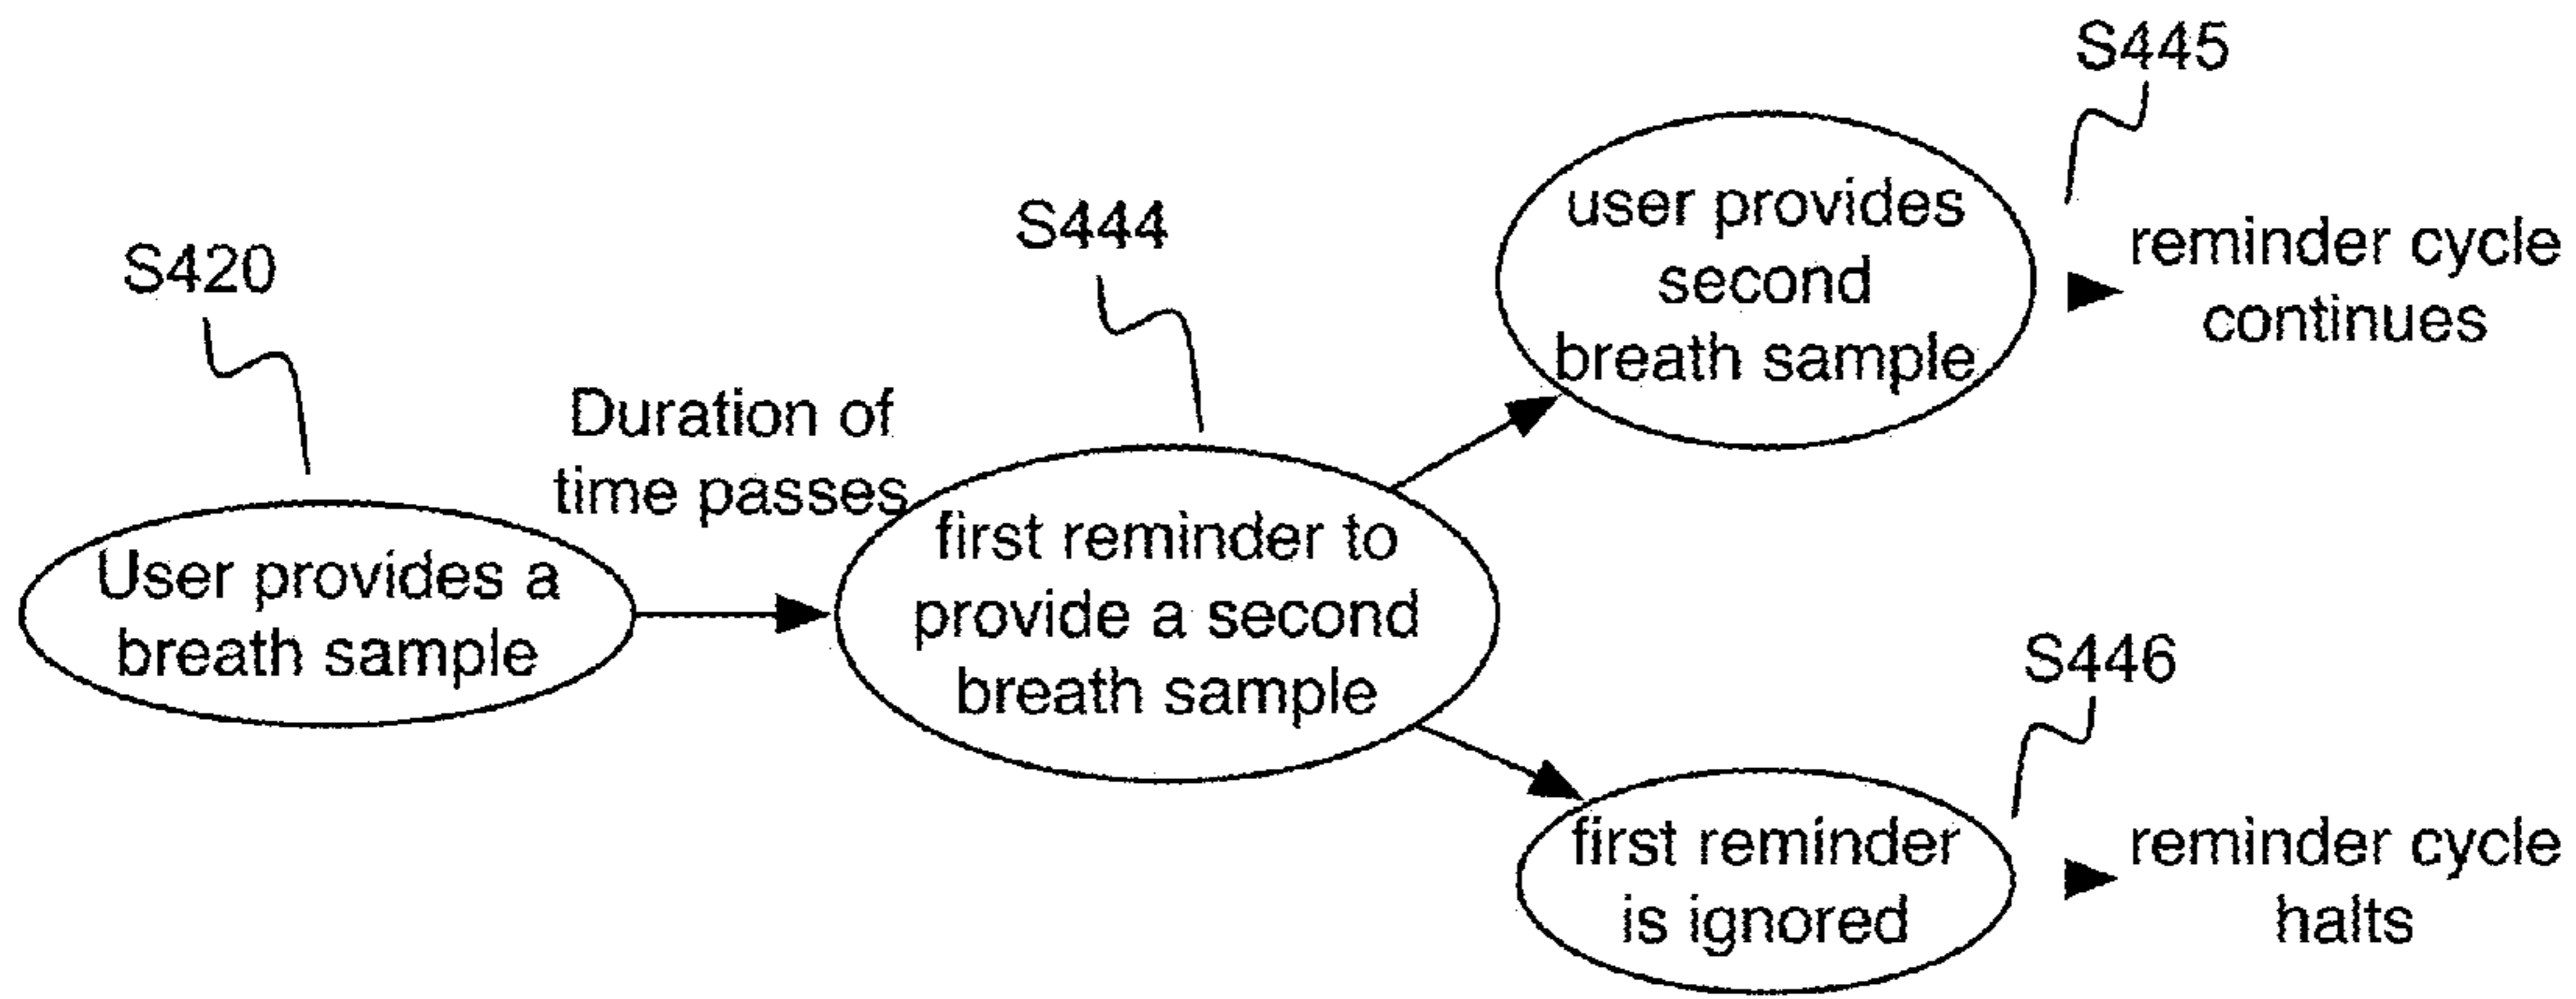 S420
User provides a
breath sample
Duration of
time passes
S444
first reminder to
provide a second
breath sample
S445
user provides
second
breath sample
reminder cycle
continues
S446
first reminder
is ignored
reminder cycle
halts